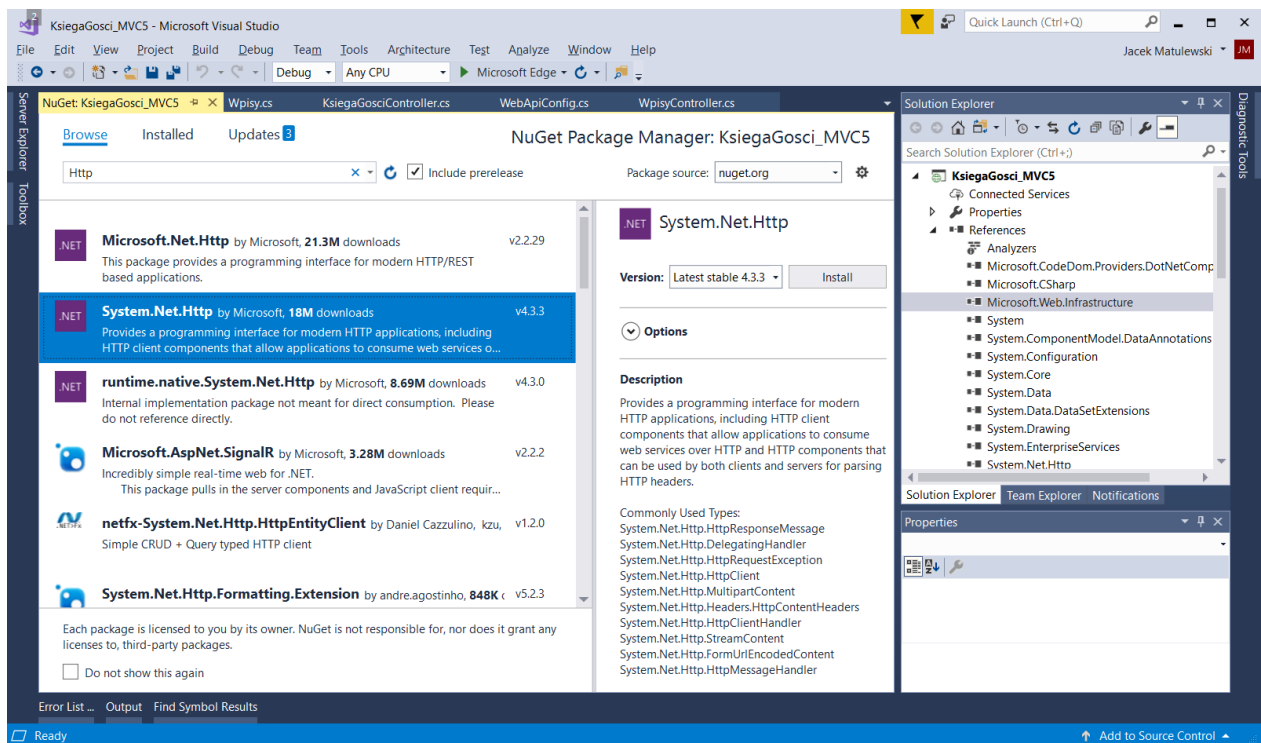 2
KsiegaGosci_MVC5 - Microsoft Visual Studio
Quick Launch (Ctrl+Q)
File Edit View Project Build Debug Team Tools Architecture Test Analyze Window Help
Jacek Matulewski JM
Debug Any CPU Microsoft Edge
Server Explorer
Toolbox
NuGet: KsiegaGosci_MVC5 Wpisy.cs KsiegaGosciController.cs WebApiConfig.cs WpisyController.cs
Browse Installed Updates 3
NuGet Package Manager: KsiegaGosci_MVC5
Http
Include prerelease
Package source: nuget.org
.NET
Microsoft.Net.Http by Microsoft, 21.3M downloads v2.2.29
This package provides a programming interface for modern HTTP/REST
based applications.
.NET
System.Net.Http by Microsoft, 18M downloads v4.3.3
Provides a programming interface for modern HTTP applications, including
HTTP client components that allow applications to consume web services o...
.NET
runtime.native.System.Net.Http by Microsoft, 8.69M downloads v4.3.0
Internal implementation package not meant for direct consumption. Please
do not reference directly.
Microsoft.AspNet.SignalR by Microsoft, 3.28M downloads v2.2.2
Incredibly simple real-time web for .NET.
This package pulls in the server components and JavaScript client requir...
netfx-System.Net.Http.HttpEntityClient by Daniel Cazzulino, kzu, v1.2.0
Simple CRUD + Query typed HTTP client
System.Net.Http.Formatting.Extension by andre.agostinho, 848K v5.2.3
Each package is licensed to you by its owner. NuGet is not responsible for, nor does it grant any
licenses to, third-party packages.
Do not show this again
.NET System.Net.Http
Version: Latest stable 4.3.3 Install
Options
Description
Provides a programming interface for modern
HTTP applications, including HTTP client
components that allow applications to consume
web services over HTTP and HTTP components that
can be used by both clients and servers for parsing
HTTP headers.
Commonly Used Types:
System.Net.Http.HttpResponseMessage
System.Net.Http.DelegatingHandler
System.Net.Http.HttpRequestException
System.Net.Http.HttpClient
System.Net.Http.MultipartContent
System.Net.Http.Headers.HttpContentHeaders
System.Net.Http.HttpClientHandler
System.Net.Http.StreamContent
System.Net.Http.FormUrlEncodedContent
System.Net.Http.HttpMessageHandler
Solution Explorer
Search Solution Explorer (Ctrl+;)
KsiegaGosci_MVC5
Connected Services
Properties
References
Analyzers
Microsoft.CodeDom.Providers.DotNetComp
Microsoft.CSharp
Microsoft.Web.Infrastructure
System
System.ComponentModel.DataAnnotations
System.Configuration
System.Core
System.Data
System.Data.DataSetExtensions
System.Drawing
System.EnterpriseServices
System.Net.Http
Solution Explorer Team Explorer Notifications
Properties
Diagnostic Tools
Error List ... Output Find Symbol Results
Ready
Add to Source Control